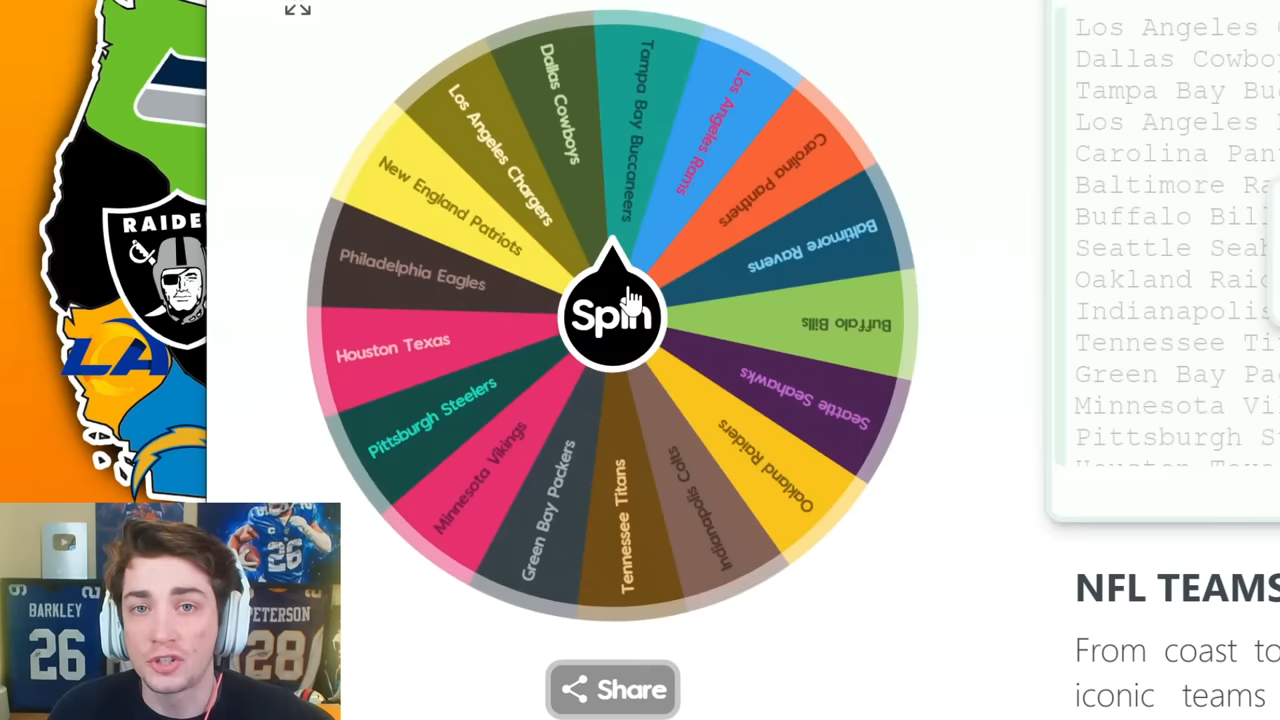 RAIDE
LA
Dallas Cowboys
Tampa Bay Buccaneers
Los Angeles Rams
Carolina Panthers
Baltimore Ravens
Buffalo Bills
Seattle Seahawks
Oakland Raiders
Indianapolis Colts
Tennessee Titans
Green Bay Packers
Minnesota Vikings
Pittsburgh Steelers
Houston Texas
Philadelphia Eagles
New England Patriots
Los Angeles Chargers
Spin
Share
Los Angeles
Dallas Cowbo
Tampa Bay Bu
Los Angeles
Carolina Pan
Baltimore Ra
Buffalo Bill
Seattle Seah
Oakland Raid
Indianapolis
Tennessee Ti
Green Bay Pa
Minnesota Vi
Pittsburgh S
NFL TEAMS
From coast to
iconic teams
BARKLEY
26
26
PETERSON
28